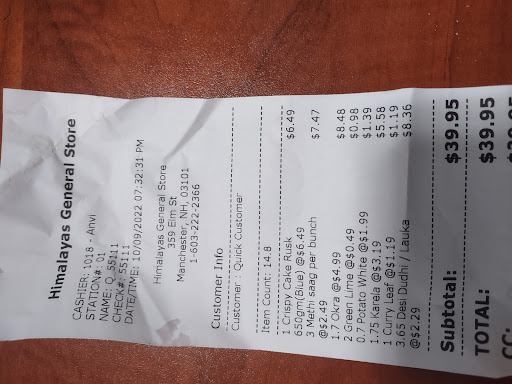 Himalayas General Store
CASHIER: 1018 - Anvi
STATION#: 01
NAME: Q_55111
CHECK#: 55111
DATE/TIME: 10/09/2022 07:32:31 PM
Himalayas General Store
359 Elm St
Manchester, NH, 03101
1-603-222-2366
Customer Info
Customer : Quick Customer
Item Count: 14.8
1 Crispy Cake Rusk $6.49
650gm(Blue) @$6.49
3 Methi saag per bunch $7.47
@$2.49
1.7 Okra @$4.99 $8.48
2 Green Lime @$0.49 $0.98
0.7 Potato White @$1.99 $1.39
1.75 Karela @$3.19 $5.58
1 Curry Leaf @$1.19 $1.19
3.65 Desi Dudhi / Lauka $8.36
@$2.29
Subtotal: $39.95
TOTAL: $39.95
CC: